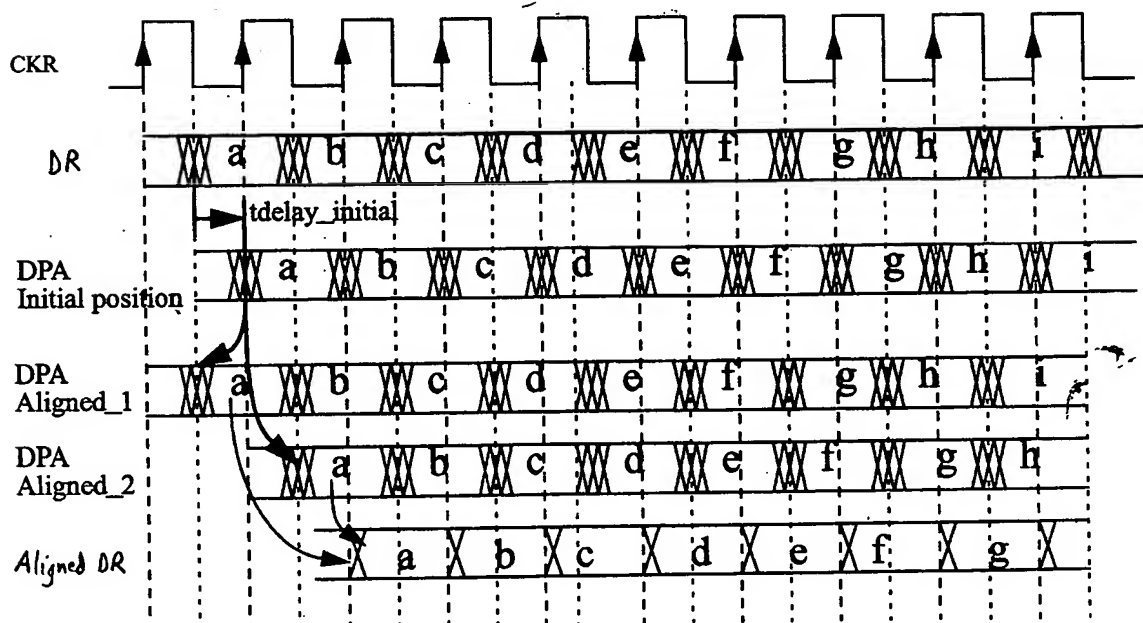 CKR
DR
a b c d e f g h i
tdelay_initial
DPA
Initial position
a b c d e f g h i
DPA
Aligned_1
a b c d e f g h i
DPA
Aligned_2
a b c d e f g h
Aligned DR
a b c d e f g